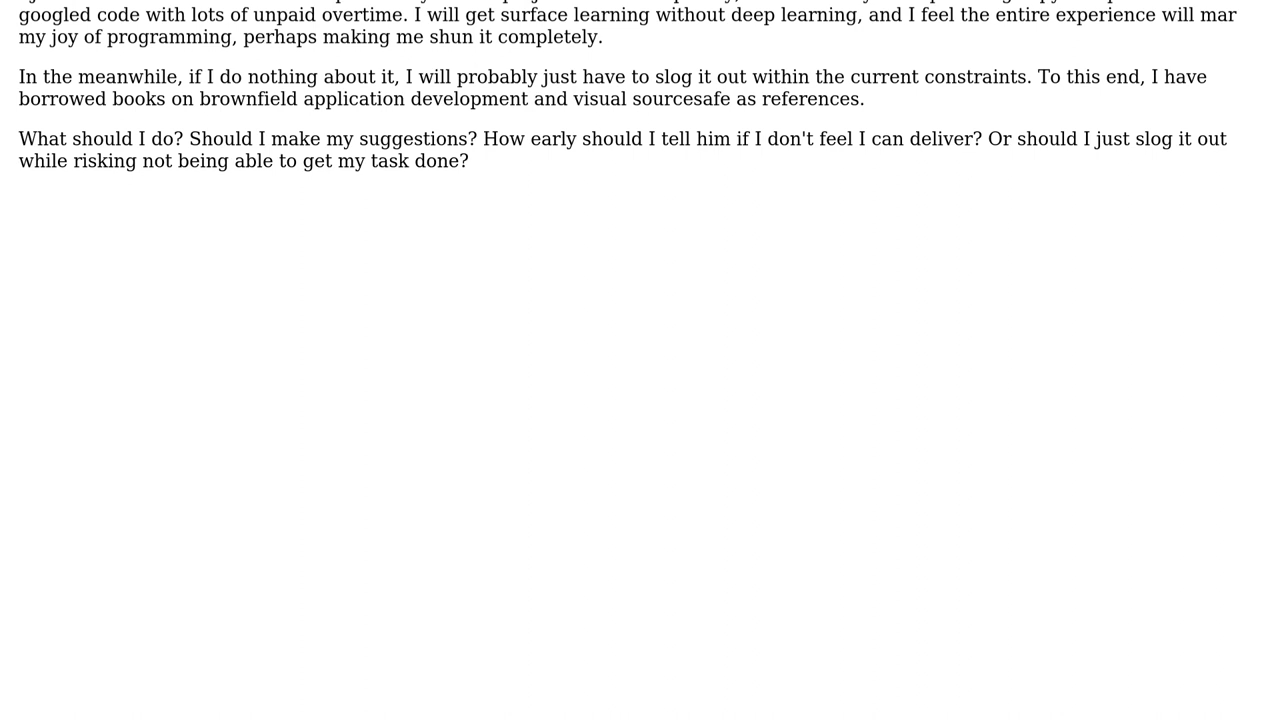 googled code with lots of unpaid overtime. I will get surface learning without deep learning, and I feel the entire experience will mar
my joy of programming, perhaps making me shun it completely.
In the meanwhile, if I do nothing about it, I will probably just have to slog it out within the current constraints. To this end, I have
borrowed books on brownfield application development and visual sourcesafe as references.
What should I do? Should I make my suggestions? How early should I tell him if I don't feel I can deliver? Or should I just slog it out
while risking not being able to get my task done?